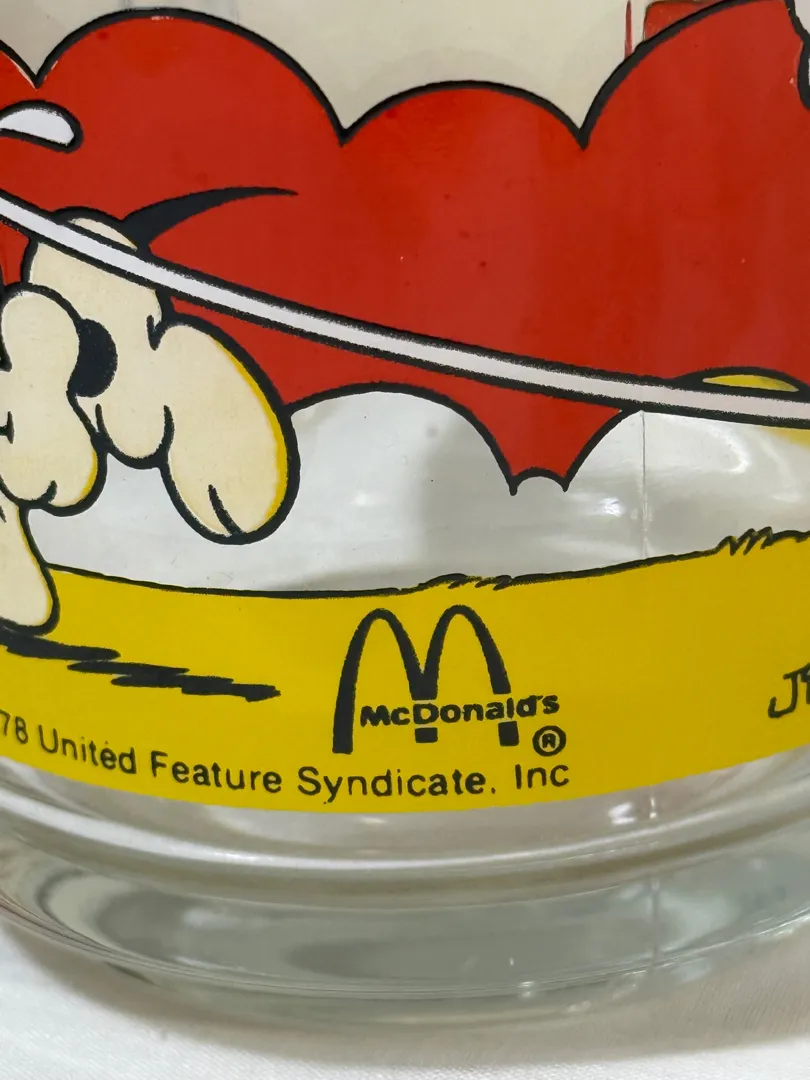 McDonald's
®
78 United Feature Syndicate, Inc